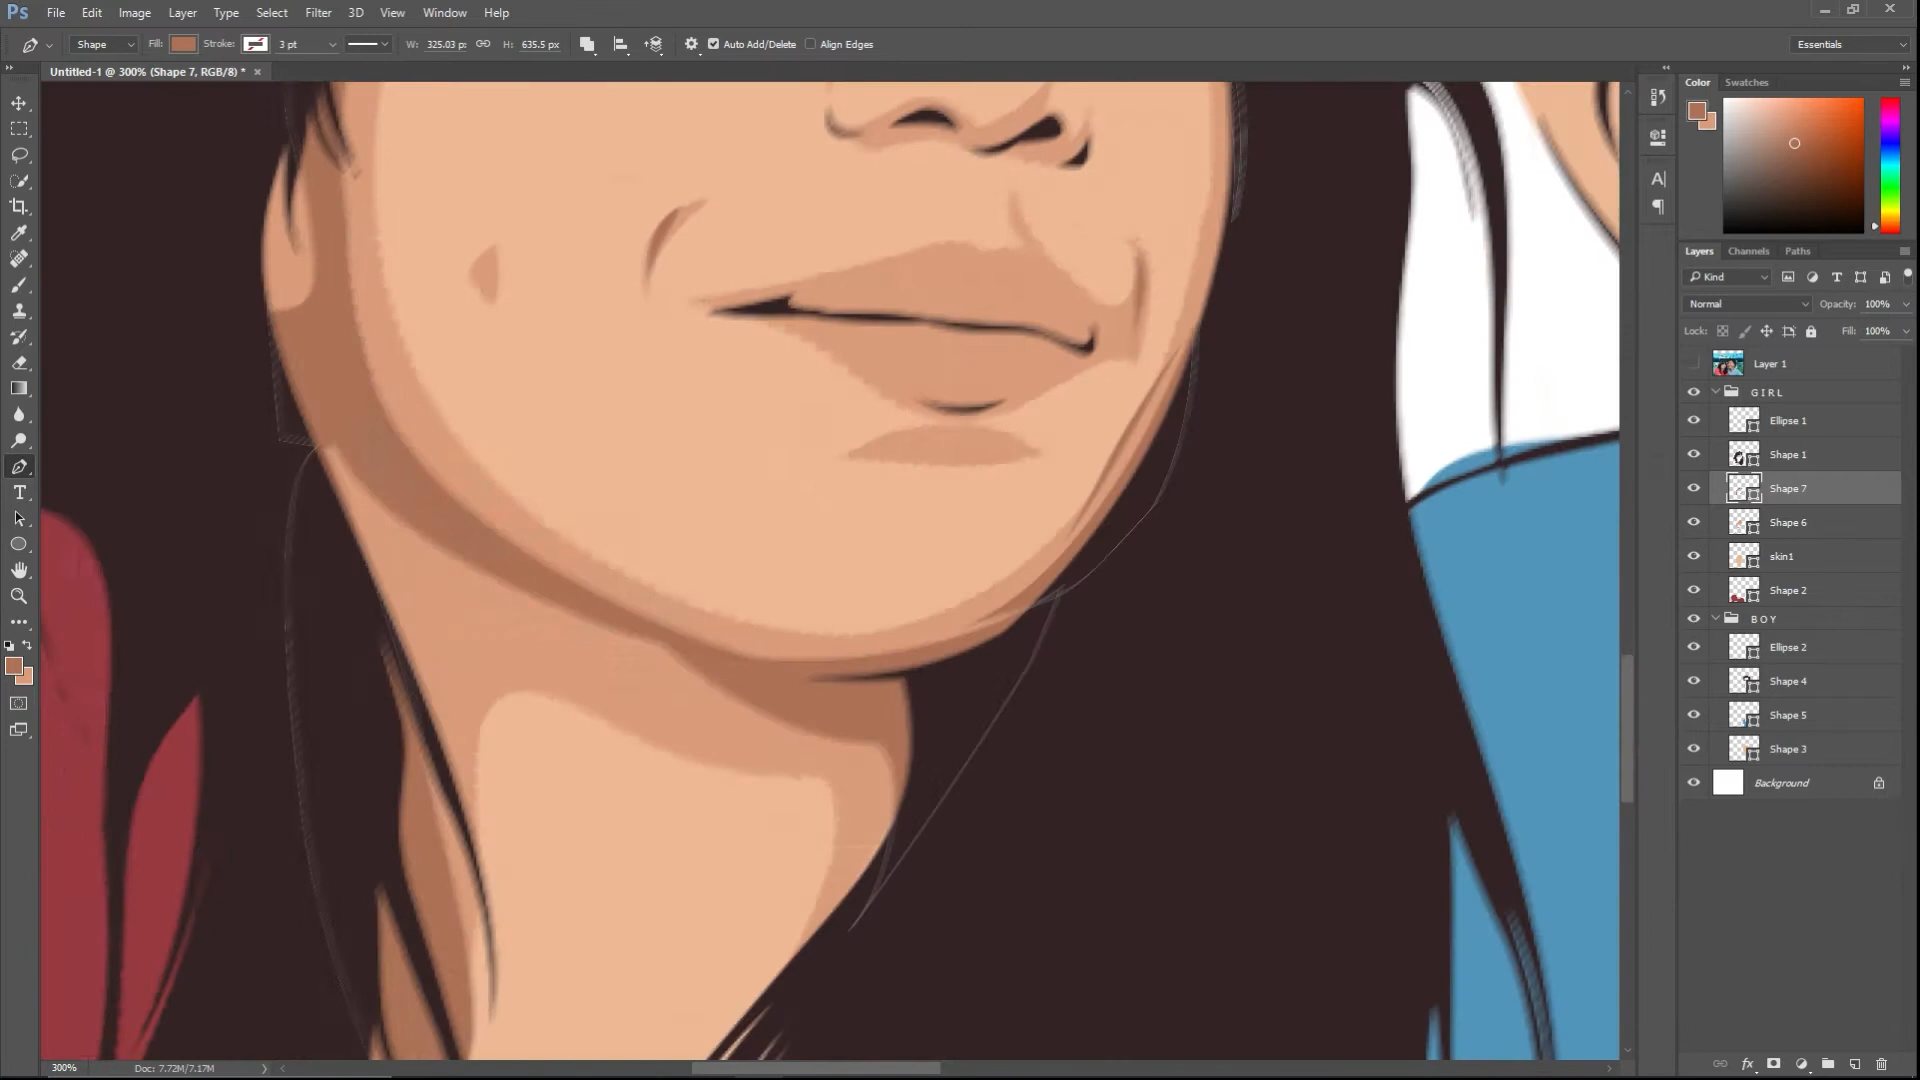 Ps File Edit Image Layer Type Select Filter 3D View Window Help
Shape Fill: Stroke: 3 pt W: 325.03 p: H: 635.5 px Auto Add/Delete Align Edges Essentials
Untitled-1 @ 300% (Shape 7, RGB/8) * ×
Color Swatches
Layers Channels Paths
Kind
Normal Opacity: 100%
Lock: Fill: 100%
Layer 1
GIRL
Ellipse 1
Shape 1
Shape 7
Shape 6
skin1
Shape 2
BOY
Ellipse 2
Shape 4
Shape 5
Shape 3
Background
300% Doc: 7.72M/7.17M